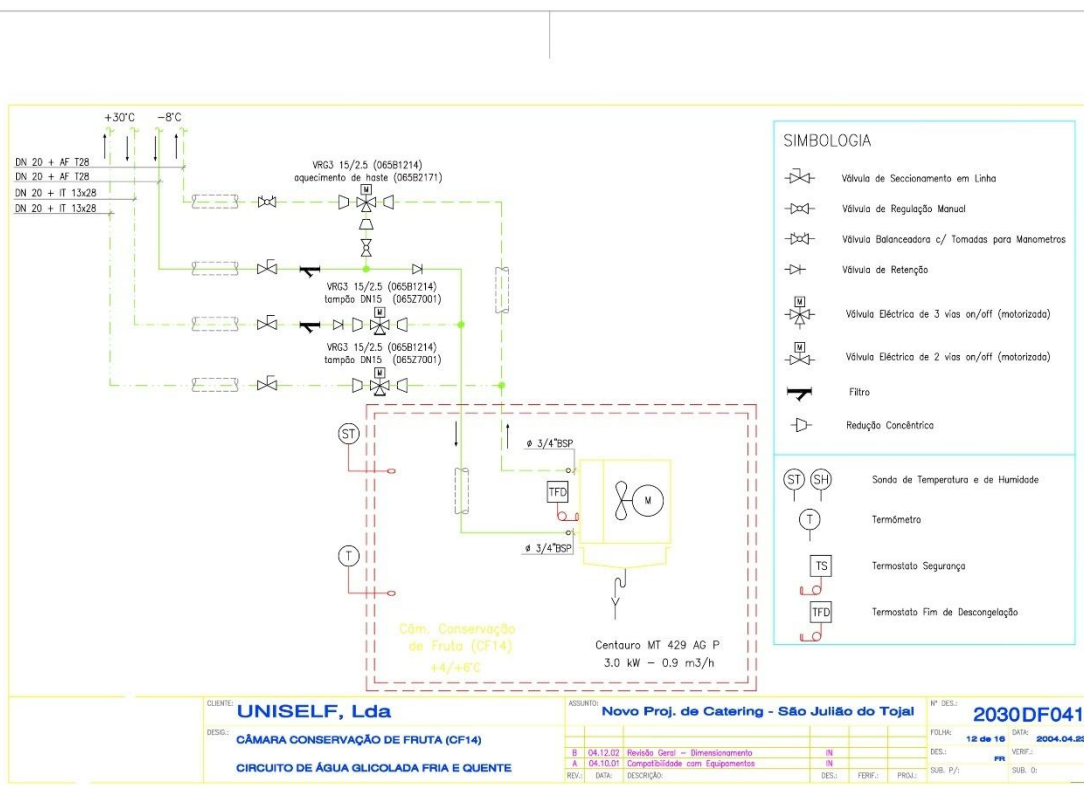 +30°C -8°C
DN 20 + AF T28
DN 20 + AF T28
DN 20 + IT 13x28
DN 20 + IT 13x28
VRG3 15/2.5 (065B1214)
aquecimento de haste (065B2171)
M
VRG3 15/2.5 (065B1214)
tampão DN15 (065Z7001)
M
VRG3 15/2.5 (065B1214)
tampão DN15 (065Z7001)
M
ST
ø 3/4"BSP
TFD
M
ø 3/4"BSP
T
Câm. Conservação
de Fruta (CF14)
+4/+6°C
Centauro MT 429 AG P
3.0 kW – 0.9 m3/h
SIMBOLOGIA
Válvula de Seccionamento em Linha
Válvula de Regulação Manual
Válvula Balanceadora c/ Tomadas para Manometros
Válvula de Retenção
M
Válvula Eléctrica de 3 vias on/off (motorizada)
M
Válvula Eléctrica de 2 vias on/off (motorizada)
Filtro
Redução Concêntrica
ST SH Sonda de Temperatura e de Humidade
T Termómetro
TS Termostato Segurança
TFD Termostato Fim de Descongelação
CLIENTE: UNISELF, Lda
DESIG.: CÂMARA CONSERVAÇÃO DE FRUTA (CF14)
CIRCUITO DE ÁGUA GLICOLADA FRIA E QUENTE
ASSUNTO: Novo Proj. de Catering - São Julião do Tojal
B 04.12.02 Revisão Geral – Dimensionamento IN
A 04.10.01 Compatibilidade com Equipamentos IN
REV.: DATA: DESCRIÇÃO: DES.: FERIF.: PROJ.:
Nº DES.: 2030DF041
FOLHA: 12 de 16 DATA: 2004.04.23
DES.: FR VERIF.:
SUB. P/: SUB. O: